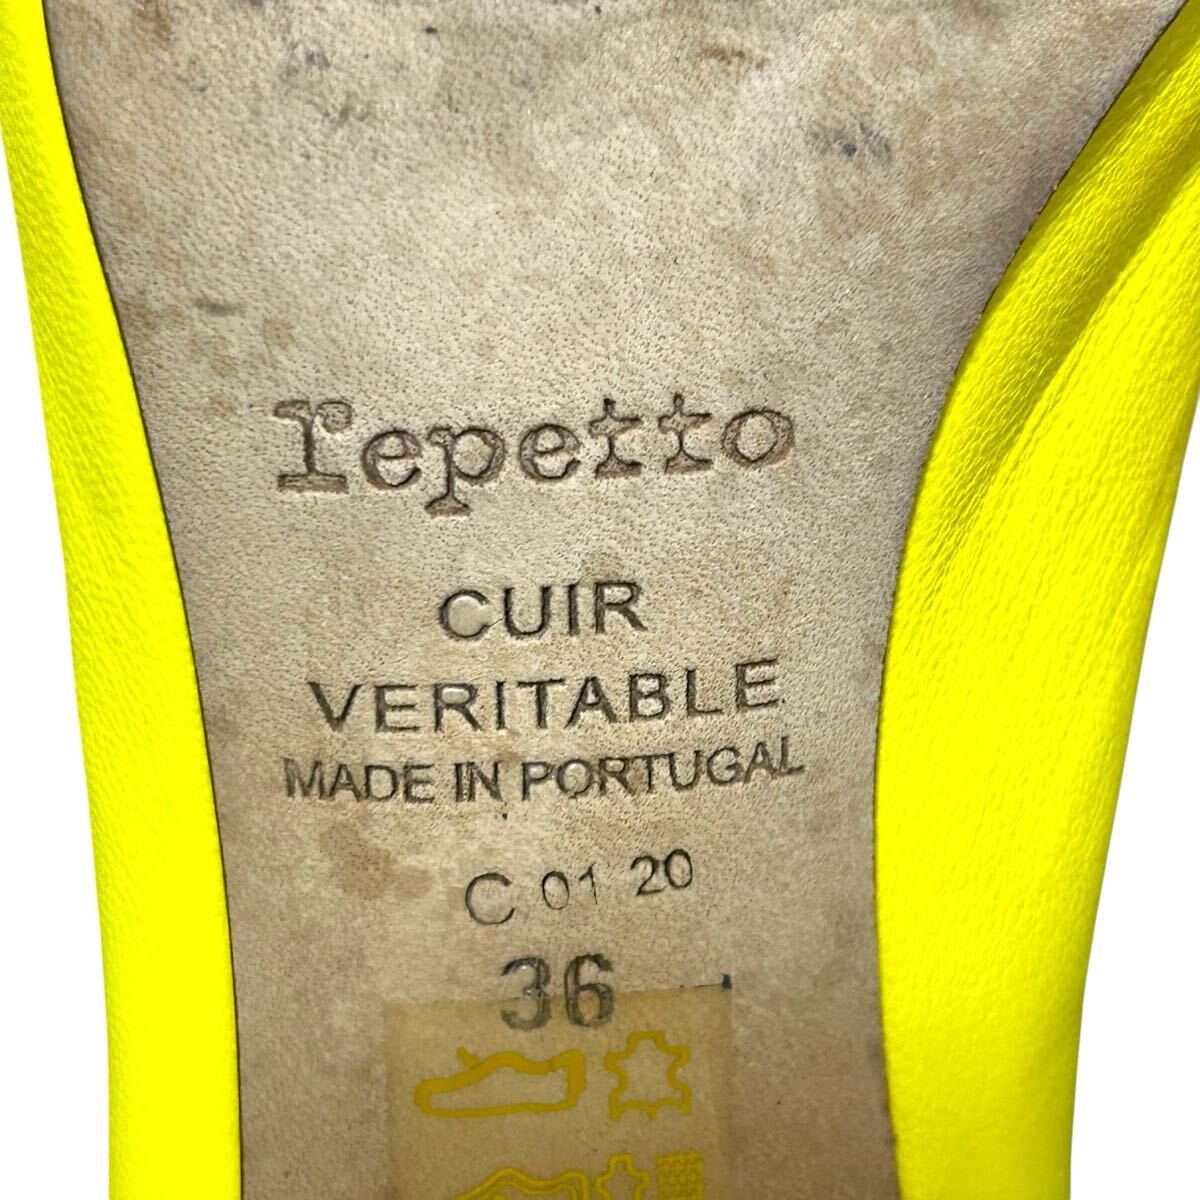 repetto
CUIR
VERITABLE
MADE IN PORTUGAL
C 01 20
36